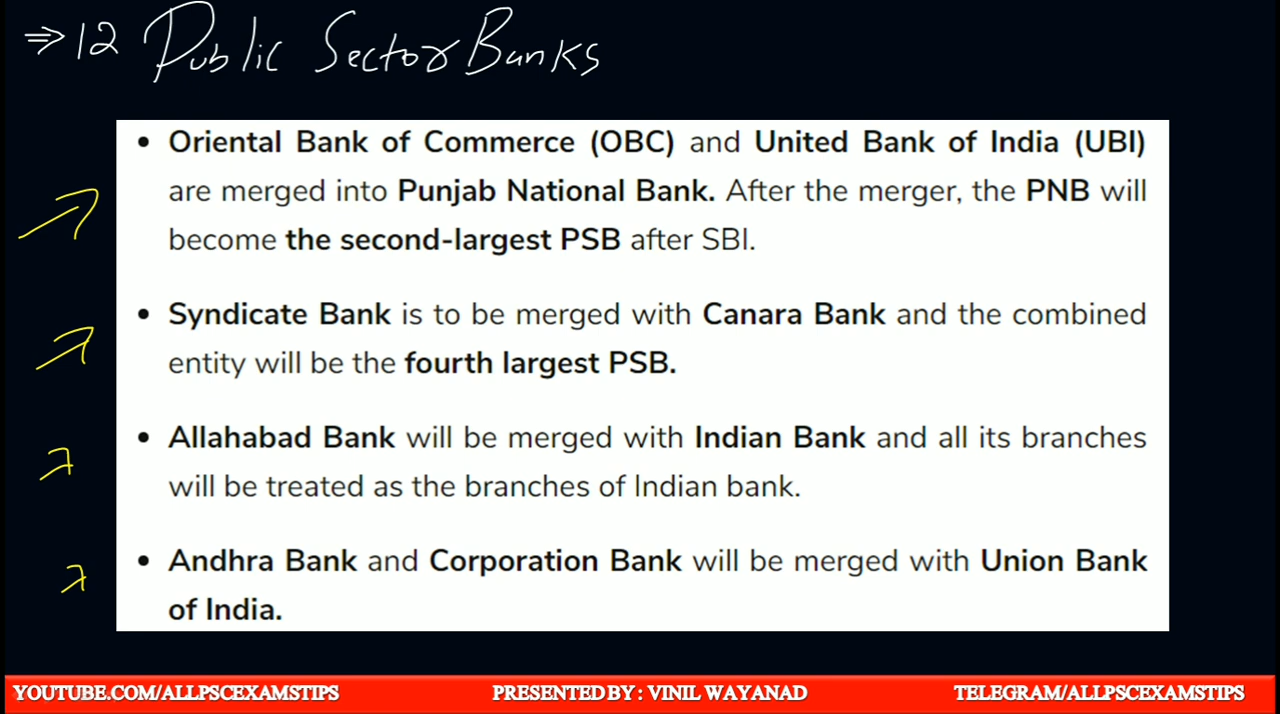 ⇒ 12 Public Sector Banks
• Oriental Bank of Commerce (OBC) and United Bank of India (UBI)
are merged into Punjab National Bank. After the merger, the PNB will
become the second-largest PSB after SBI.
• Syndicate Bank is to be merged with Canara Bank and the combined
entity will be the fourth largest PSB.
• Allahabad Bank will be merged with Indian Bank and all its branches
will be treated as the branches of Indian bank.
• Andhra Bank and Corporation Bank will be merged with Union Bank
of India.
YOUTUBE.COM/ALLPSCEXAMSTIPS PRESENTED BY : VINIL WAYANAD TELEGRAM/ALLPSCEXAMSTIPS